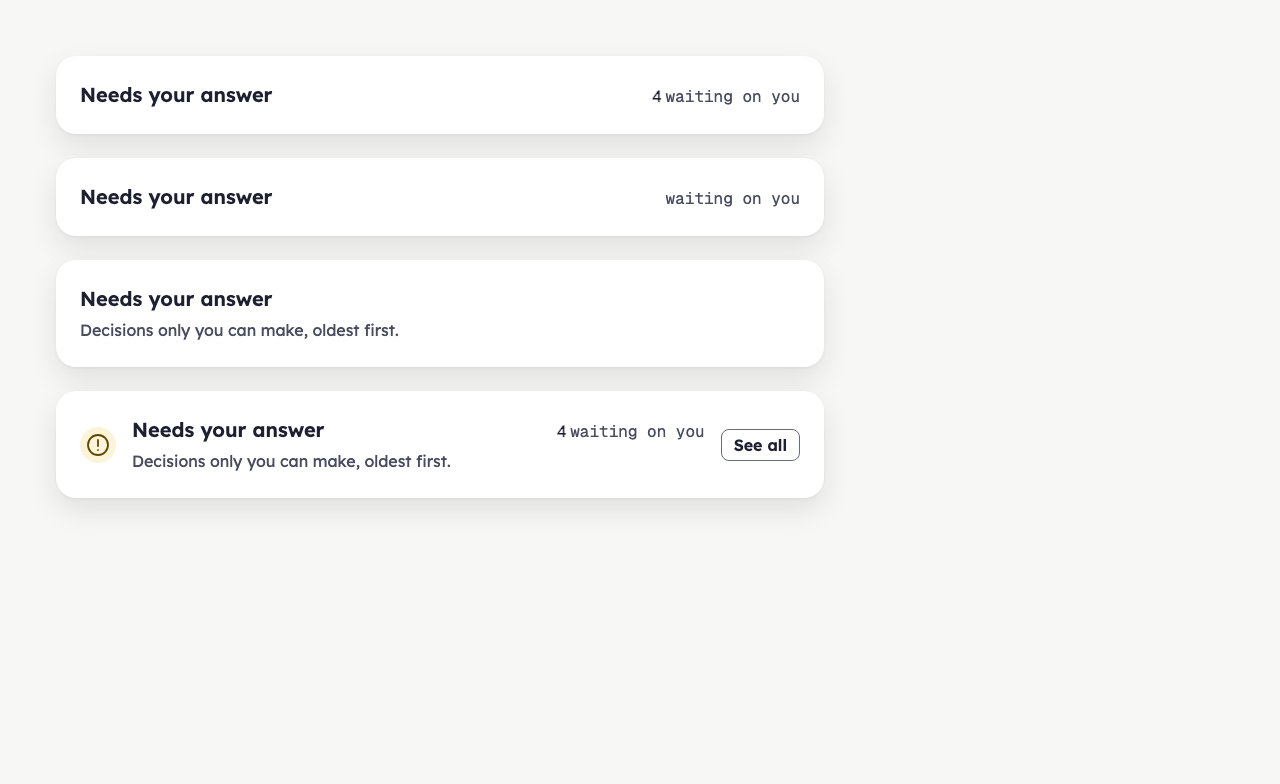 Needs your answer 4 waiting on you
Needs your answer waiting on you
Needs your answer
Decisions only you can make, oldest first.
Needs your answer 4 waiting on you See all
Decisions only you can make, oldest first.